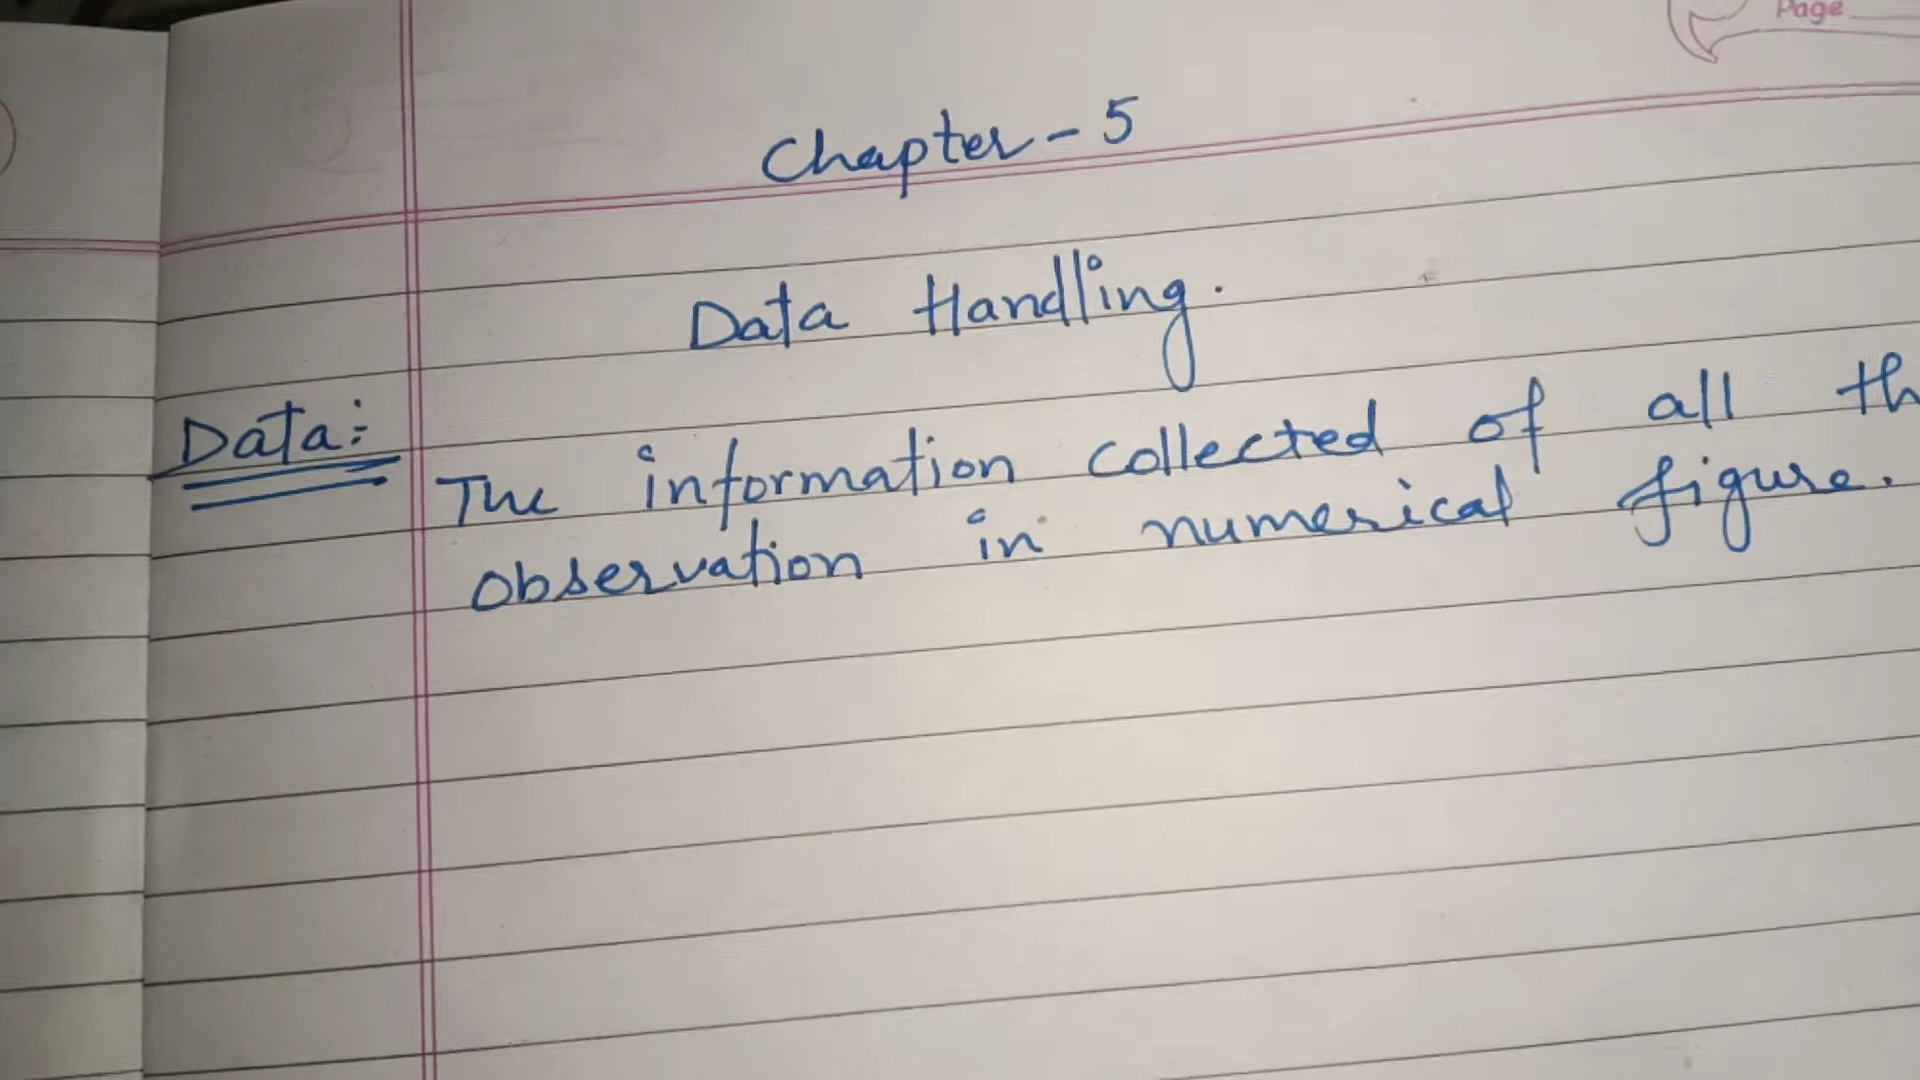 Page
Chapter - 5
Data Handling.
Data:
The information collected of all th
observation in numerical figure.